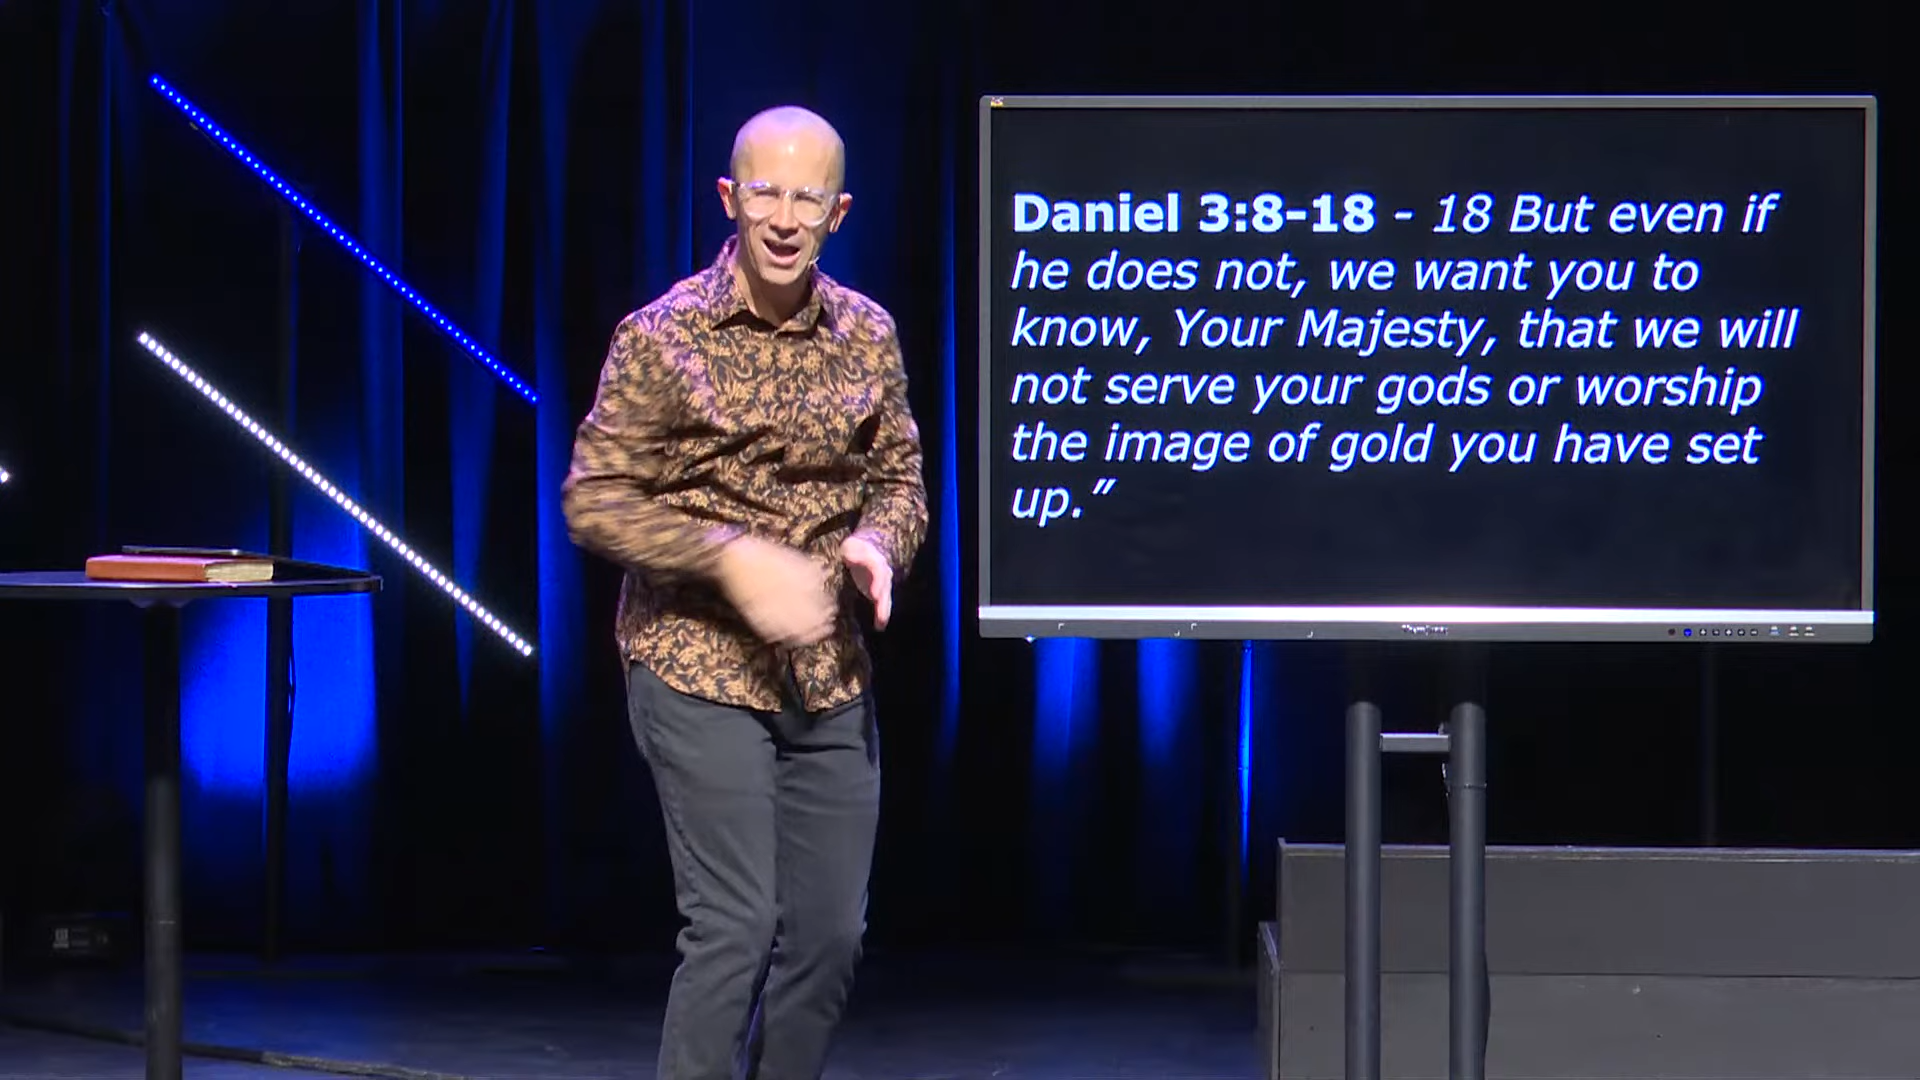 Daniel 3:8-18 - 18 But even if
he does not, we want you to
know, Your Majesty, that we will
not serve your gods or worship
the image of gold you have set
up.”